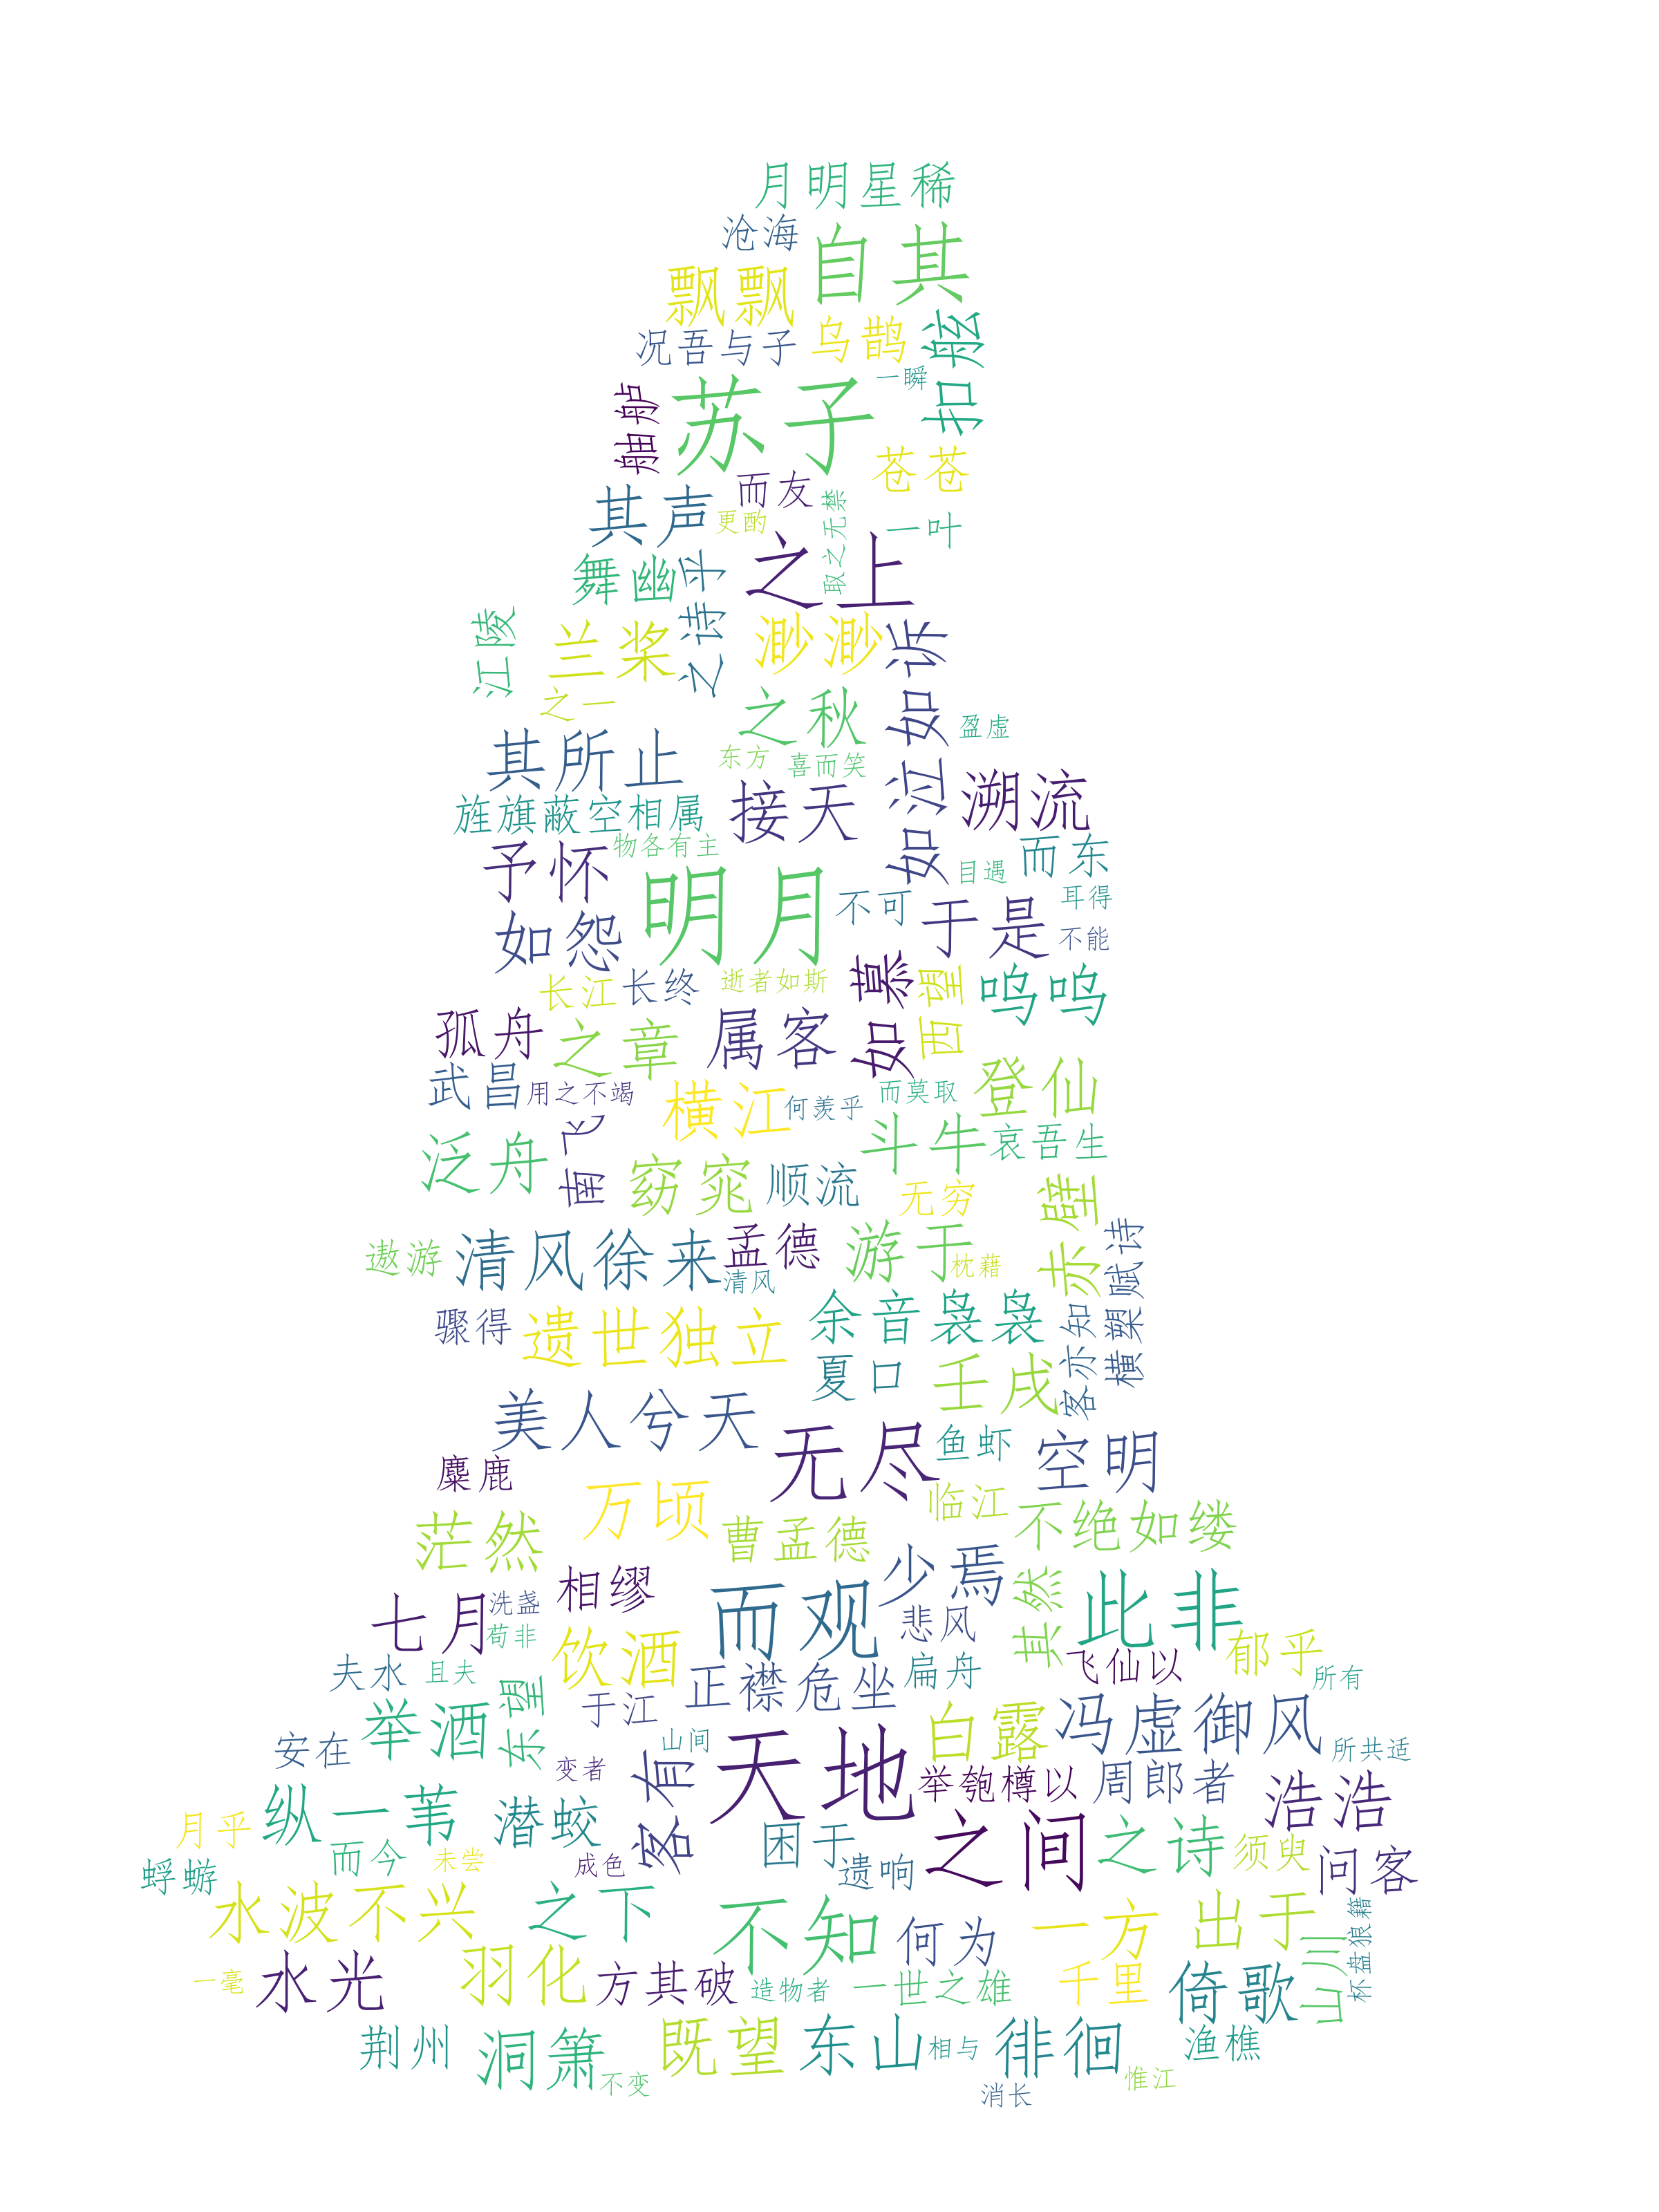 月明星稀
沧海
自其
飘飘
扣舷
况吾与子
乌鹊
一瞬
舳舻
苏子
苍苍
而友
其声
更酌
取之无禁
一叶
之上
舞幽
之诗乎
江陵
兰桨
渺渺
如泣如诉
之一
之秋
盈虚
其所止
东方
喜而笑
溯流
旌旗蔽空相属
接天
物各有主
而东
予怀
目遇
明月
不可
耳得
于是
如怨
不能
如慕
西望
呜呜
长江
长终
逝者如斯
孤舟
之章
属客
登仙
武昌
用之不竭
横江
何羡乎
而莫取
南飞
斗牛
哀吾生
泛舟
窈窕
顺流
无穷
赤壁
遨游
清风徐来
孟德
游于
枕藉
赋诗
清风
骤得
遗世独立
余音袅袅
客亦知
横槊
夏口
壬戌
美人兮天
无尽
鱼虾
空明
麋鹿
万顷
临江
不绝如缕
茫然
曹孟德
少焉
相缪
其然
七月
洗盏
而观
悲风
此非
苟非
饮酒
郁乎
夫水
且夫
正襟危坐
扁舟
飞仙以
所有
举酒
东望
于江
白露
冯虚御风
安在
山间
变者
客有
天地
所共适
举匏樽以
周郎者
浩浩
纵一苇
潜蛟
月乎
而今
未尝
困于
之间
之诗
须臾
问客
蜉蝣
成色
遗响
水波不兴
之下
不知
何为
一方
出于
杯盘狼籍
山川
一毫
水光
羽化
方其破
造物者
一世之雄
千里
倚歌
荆州
洞箫
既望
东山
相与
徘徊
渔樵
不变
惟江
消长